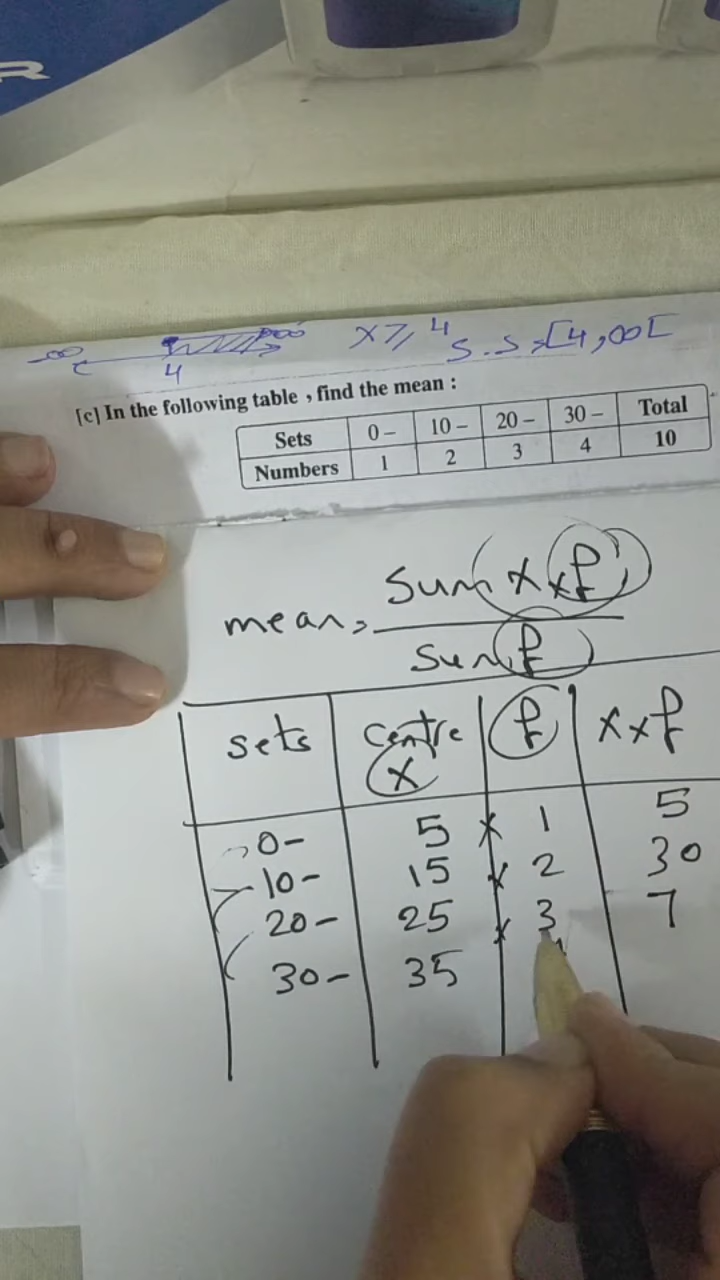 R
-∞ ∞ x ≥ 4 S.S = [4, ∞[
4
[c] In the following table , find the mean :
Sets 0 – 10 – 20 – 30 – Total
Numbers 1 2 3 4 10
mean = Sum (x × f)
Sum f
Sets Centre x f x × f
0 - 5 × 1 5
10 - 15 × 2 30
20 - 25 × 3 7
30 - 35